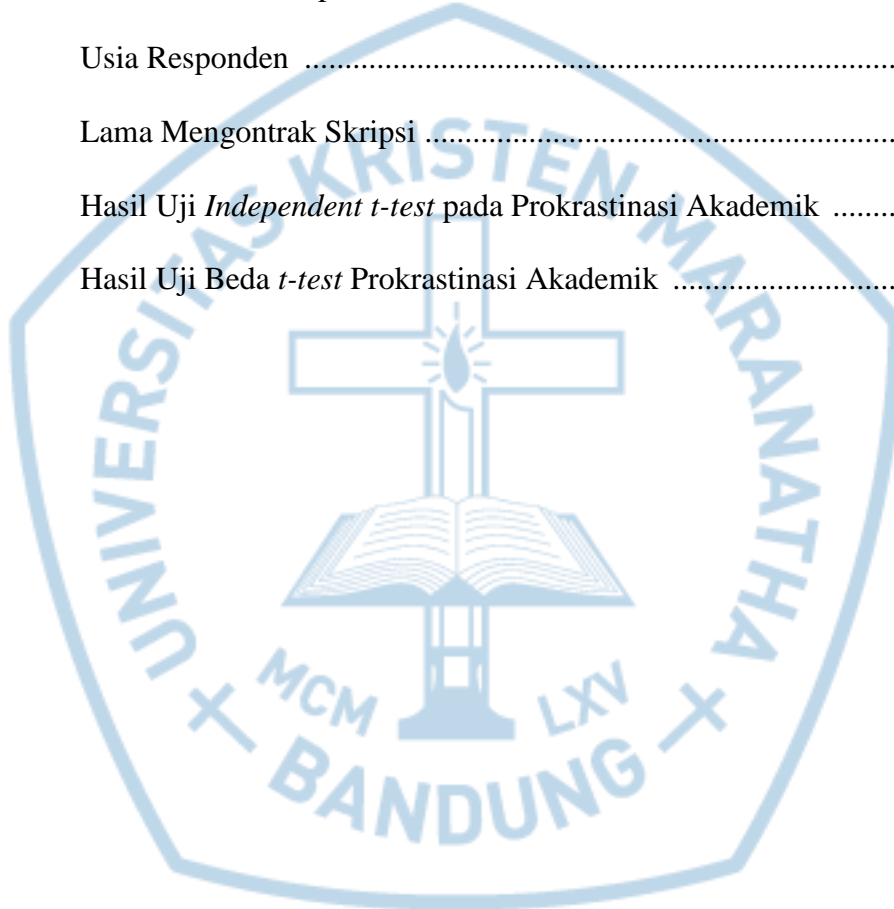 Usia Responden ........................................................................
Lama Mengontrak Skripsi .........................................................
Hasil Uji Independent t-test pada Prokrastinasi Akademik ........
Hasil Uji Beda t-test Prokrastinasi Akademik ...........................
UNIVERSITAS KRISTEN MARANATHA
MCM LXV
BANDUNG